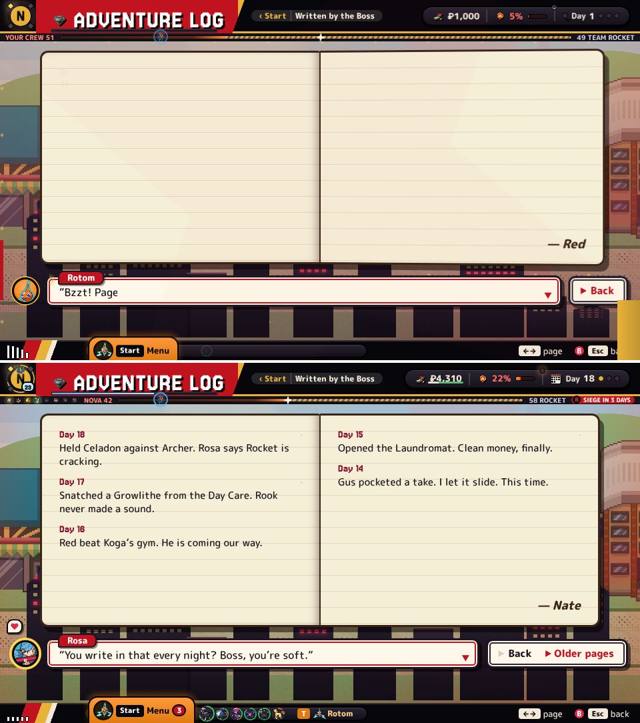 N
ADVENTURE LOG
‹ Start | Written by the Boss
₽1,000
5%
Day 1
YOUR CREW 51
49 TEAM ROCKET
— Red
Rotom
“Bzzt! Page
Back
Start Menu
←→ page
B Esc
N
ADVENTURE LOG
‹ Start | Written by the Boss
₽4,310
22%
Day 18
NOVA 42
58 ROCKET
SIEGE IN 3 DAYS
Day 18
Held Celadon against Archer. Rosa says Rocket is
cracking.
Day 17
Snatched a Growlithe from the Day Care. Rook
never made a sound.
Day 16
Red beat Koga’s gym. He is coming our way.
Day 15
Opened the Laundromat. Clean money, finally.
Day 14
Gus pocketed a take. I let it slide. This time.
— Nate
Rosa
“You write in that every night? Boss, you’re soft.”
Back
Older pages
Start Menu 3
T Rotom
←→ page
B Esc back